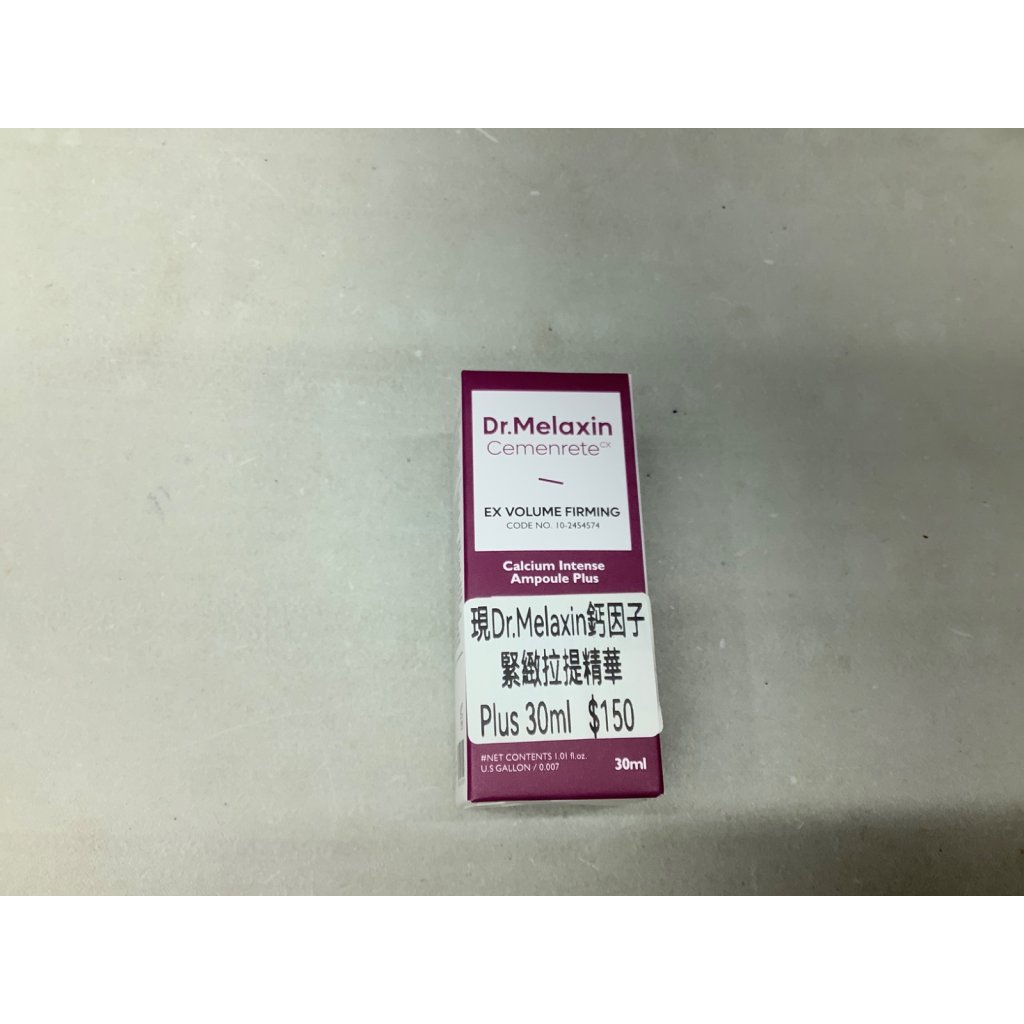 Dr.Melaxin
Cemenrete CX
EX VOLUME FIRMING
CODE NO. 10-2454574
Calcium Intense
Ampoule Plus
現Dr.Melaxin鈣因子
緊緻拉提精華
Plus 30ml $150
#NET CONTENTS 1.01 fl.oz.
U.S GALLON / 0.007
30ml